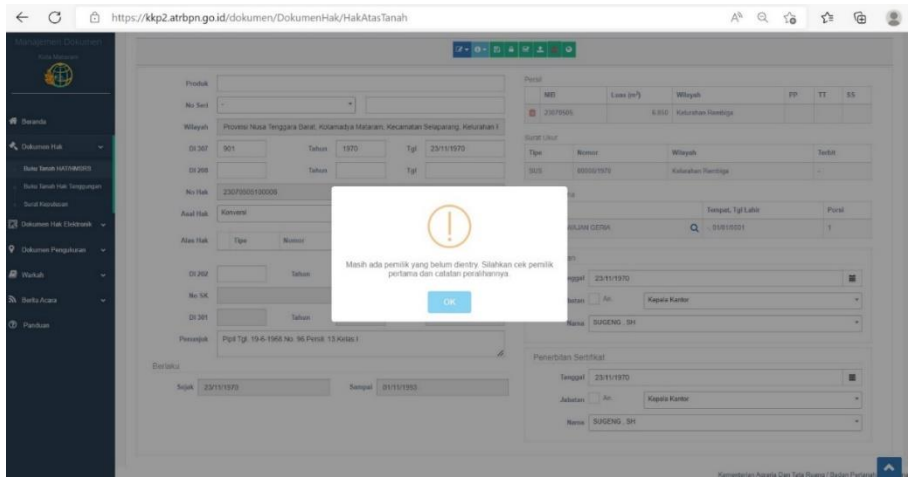 https://kkp2.atrbpn.go.id/dokumen/DokumenHak/HakAtasTanah
Manajemen Dokumen
Kota Mataram
Beranda
Dokumen Hak
Buku Tanah HAT/HMSRS
Buku Tanah Hak Tanggungan
Surat Keputusan
Dokumen Hak Elektronik
Dokumen Pengukuran
Warkah
Berita Acara
Panduan
Produk
No Seri -
Wilayah Provinsi Nusa Tenggara Barat, Kotamadya Mataram, Kecamatan Selaparang, Kelurahan
DI 307 901 Tahun 1970 Tgl 23/11/1970
DI 208 Tahun Tgl
No Hak
Asal Hak Konversi
Alas Hak Tipe Nomor
DI 202 Tahun
No SK
DI 301 Tahun
Penunjuk Pipil Tgl. 19-6-1968 No. 96 Persil. 13 Kelas I
Berlaku
Sejak 23/11/1970 Sampai
Persil
NIB Luas (m²) Wilayah PP TT SS
Kelurahan Rembiga
Surat Ukur
Tipe Nomor Wilayah Terbit
Kelurahan Rembiga -
Tempat, Tgl Lahir Porsi
1
Masih ada pemilik yang belum dientry. Silahkan cek pemilik
pertama dan catatan peralihannya
OK
Tanggal 23/11/1970
Jabatan An. Kepala Kantor
Nama SUGENG , SH
Penerbitan Sertifikat
Tanggal 23/11/1970
Jabatan An. Kepala Kantor
Nama SUGENG , SH
Kementerian Agraria Dan Tata Ruang / Badan Pertanahan